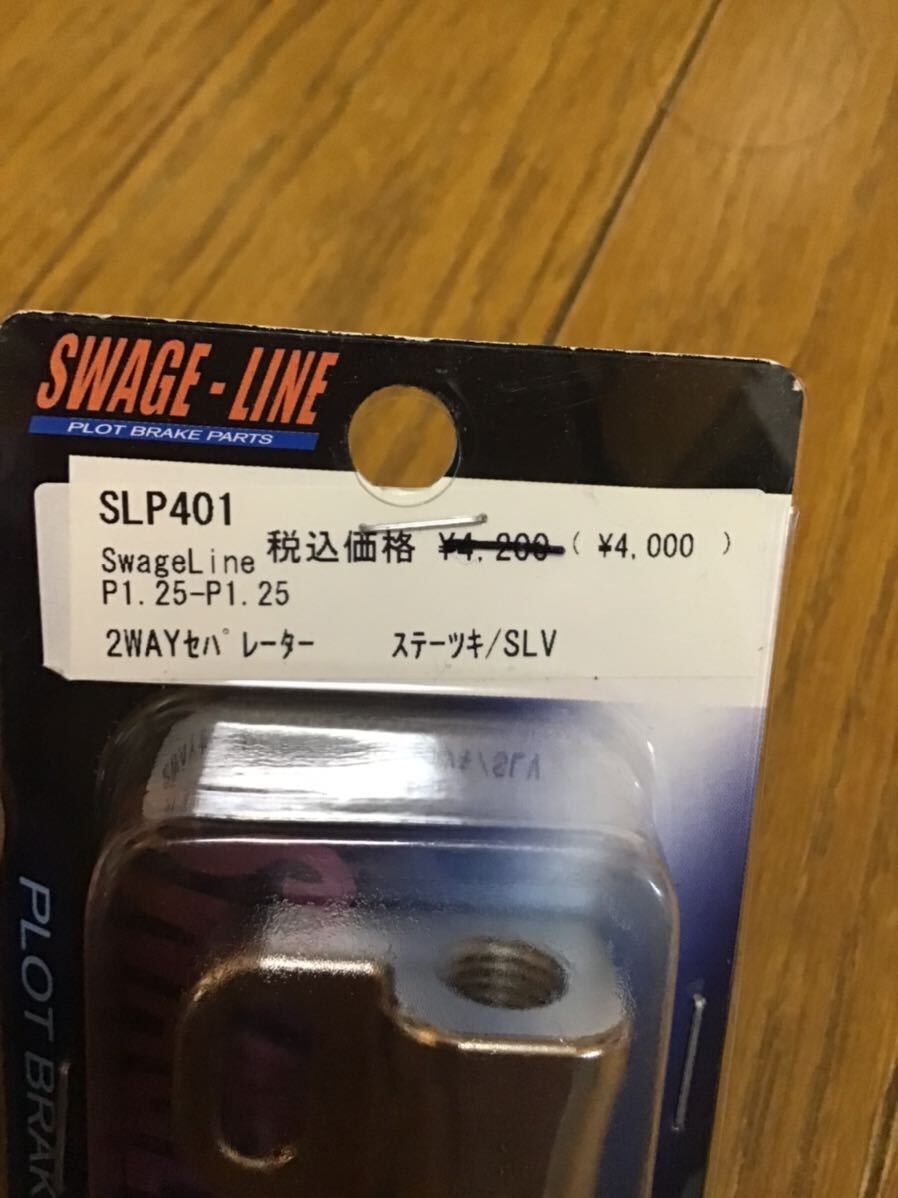 SWAGE-LINE
PLOT BRAKE PARTS
SLP401
SwageLine 税込価格 ¥4,200 ( ¥4,000 )
P1.25-P1.25
2WAYｾﾊﾟﾚｰﾀｰ ｽﾃｰﾂｷ/SLV
PLOT BRAK